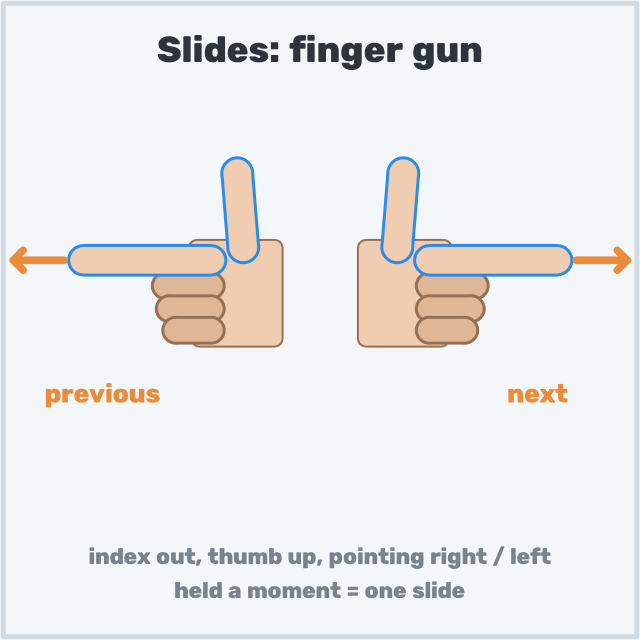 Slides: finger gun
previous
next
index out, thumb up, pointing right / left
held a moment = one slide